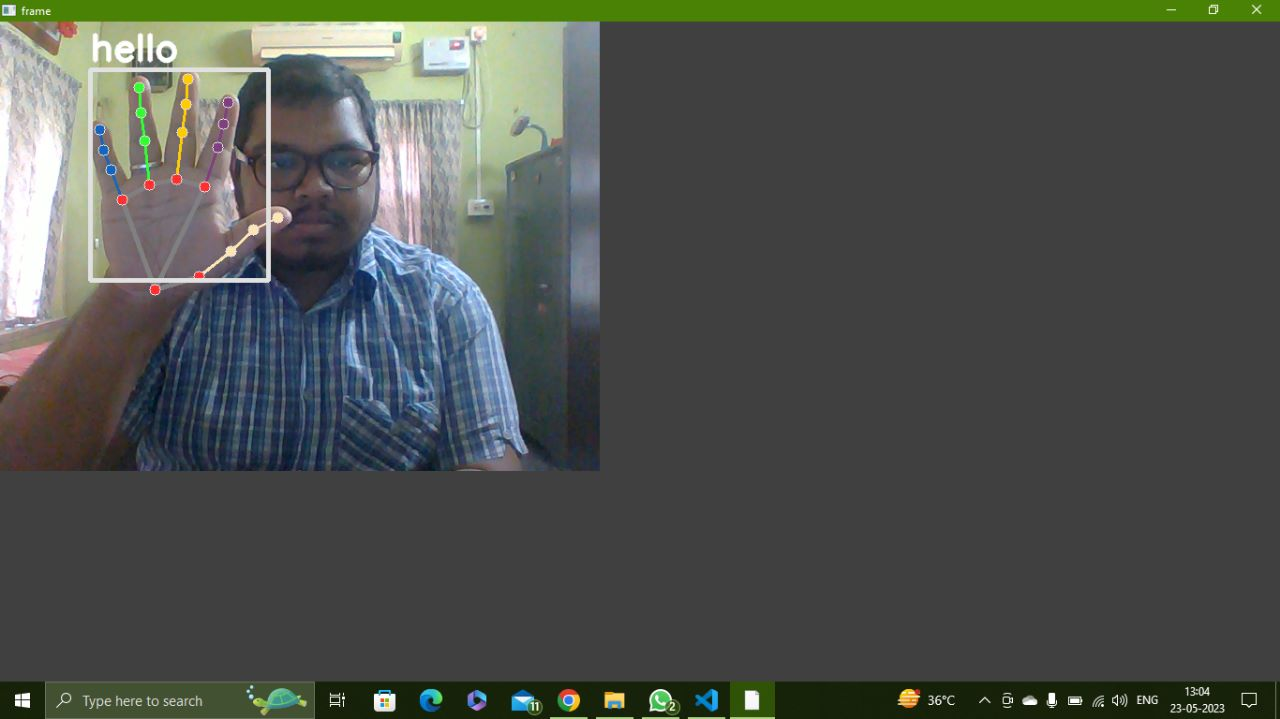 frame
hello
Type here to search
11
2
36°C
ENG
13:04
23-05-2023